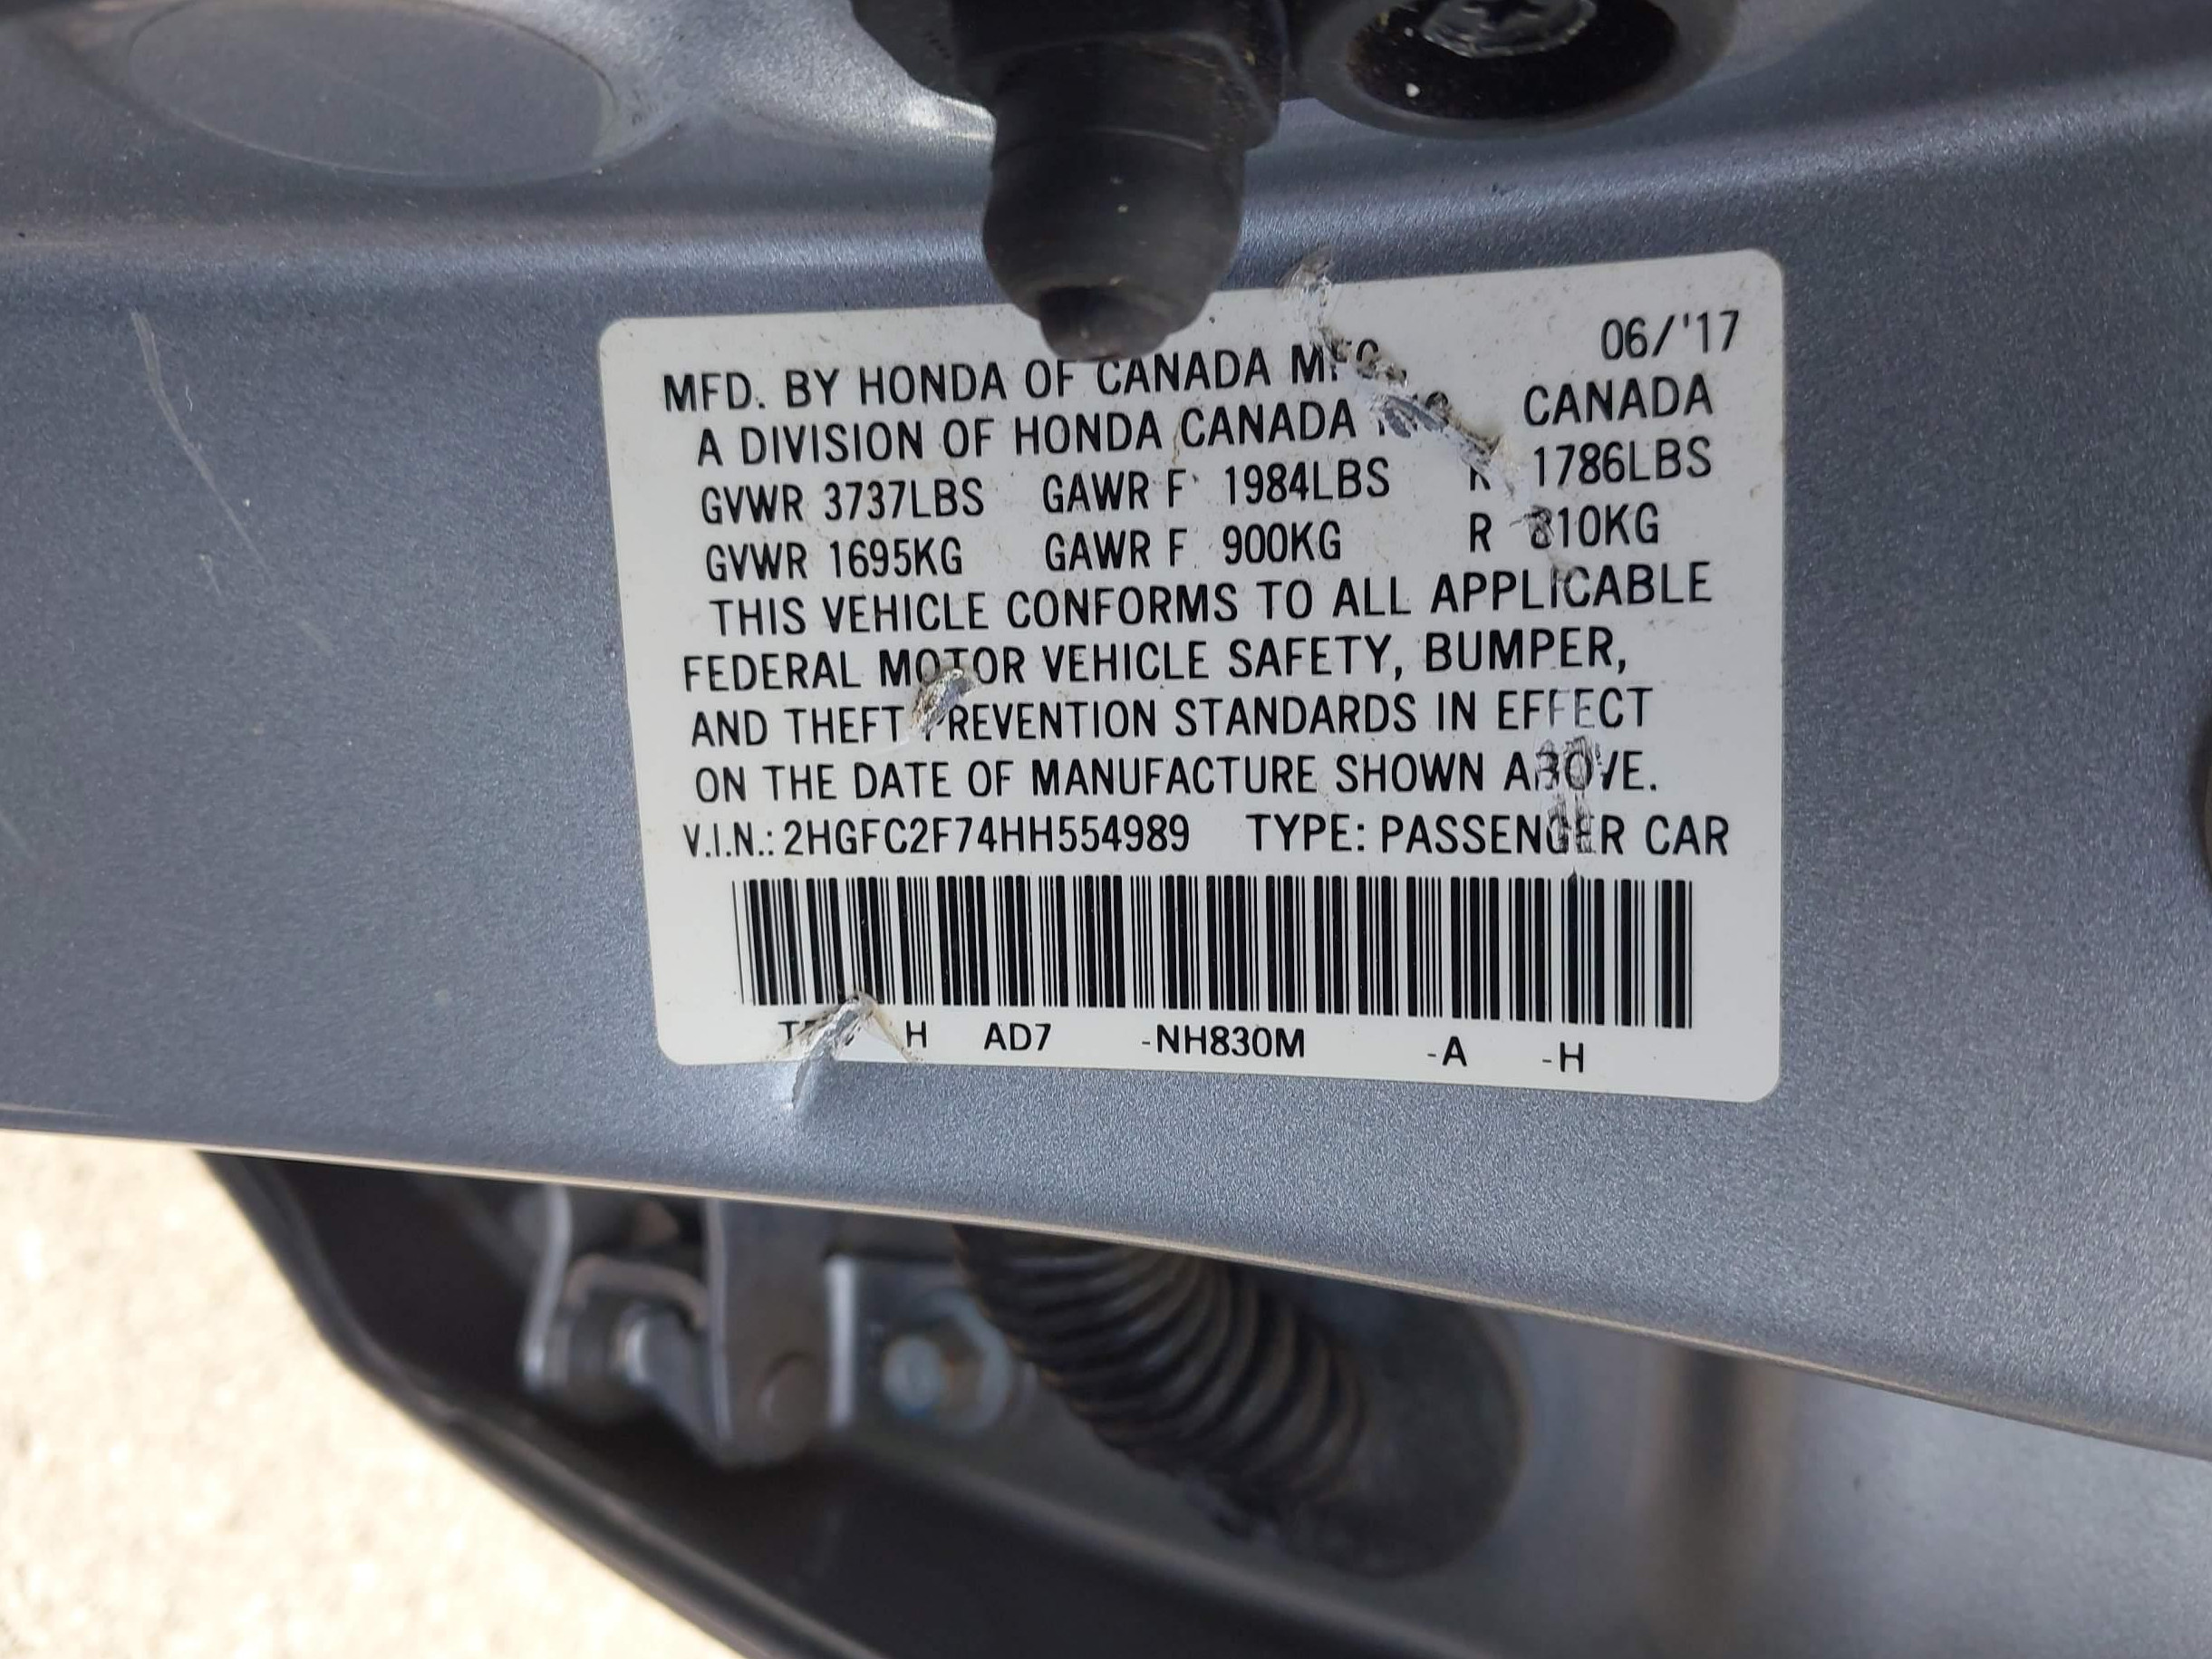 06/'17
MFD. BY HONDA OF CANADA MFG.
A DIVISION OF HONDA CANADA CANADA
GVWR 3737LBS GAWR F 1984LBS R 1786LBS
GVWR 1695KG GAWR F 900KG R 810KG
THIS VEHICLE CONFORMS TO ALL APPLICABLE
FEDERAL MOTOR VEHICLE SAFETY, BUMPER,
AND THEFT PREVENTION STANDARDS IN EFFECT
ON THE DATE OF MANUFACTURE SHOWN ABOVE.
V.I.N.: 2HGFC2F74HH554989 TYPE: PASSENGER CAR
H AD7 -NH830M -A -H